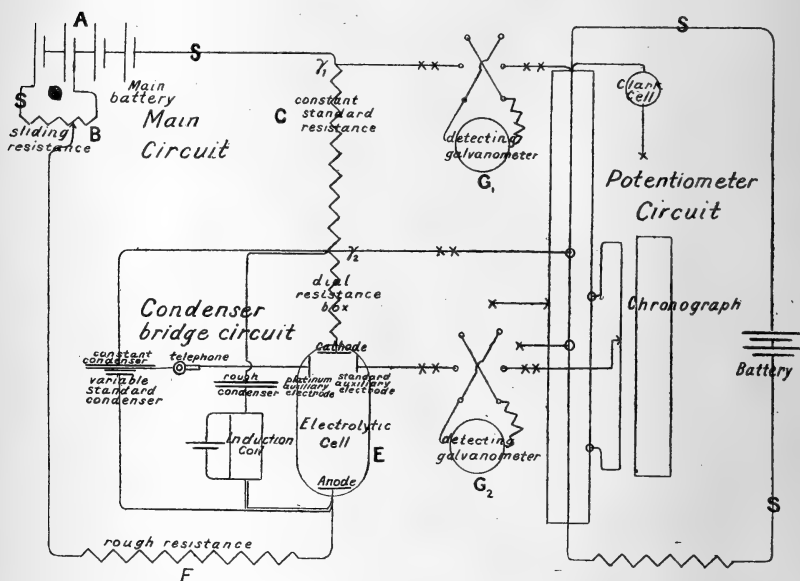 A
S
S
Main
battery
S
B
sliding
resistance
Main
Circuit
γ₁
C
constant
standard
resistance
detecting
galvanometer
G₁
Clark
Cell
Potentiometer
Circuit
γ₂
dial
resistance
box
Chronograph
Condenser
bridge circuit
constant
condenser
telephone
variable
standard
condenser
rough
condenser
Cathode
platinum
auxiliary
electrode
standard
auxiliary
electrode
Electrolytic
Cell
E
Induction
Coil
Anode
detecting
galvanometer
G₂
Battery
S
rough resistance
F